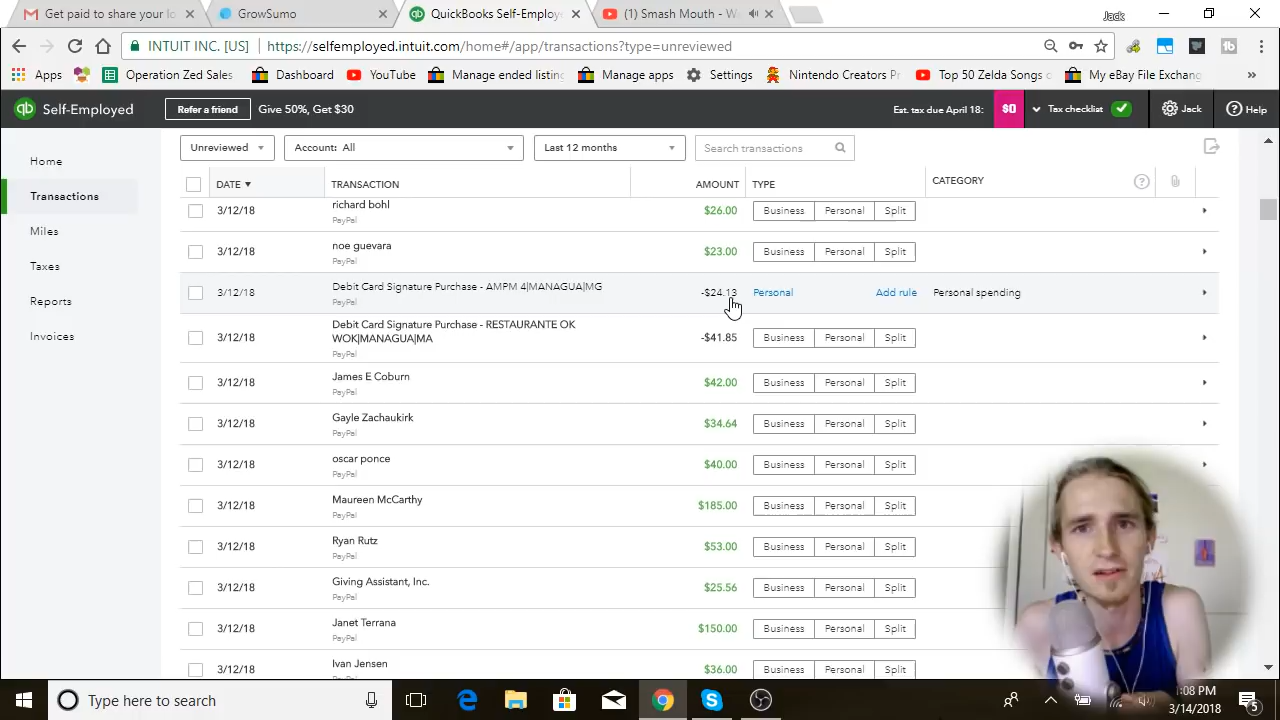 Get paid to share your lo
GrowSumo
QuickBooks Self-Employ
(1) Smash Mouth - W
Jack
INTUIT INC. [US]
https://selfemployed.intuit.com/home#/app/transactions?type=unreviewed
Apps
Operation Zed Sales
Dashboard
YouTube
Manage ended listing
Manage apps
Settings
Nintendo Creators Pr
Top 50 Zelda Songs o
My eBay File Exchang
»
qb Self-Employed
Refer a friend
Give 50%, Get $30
Est. tax due April 18:
$0
Tax checklist
Jack
Help
Home
Transactions
Miles
Taxes
Reports
Invoices
Unreviewed
Account: All
Last 12 months
Search transactions
DATE
TRANSACTION
AMOUNT
TYPE
CATEGORY
3/12/18 richard bohl $26.00 Business Personal Split
PayPal
3/12/18 noe guevara $23.00 Business Personal Split
PayPal
3/12/18 Debit Card Signature Purchase - AMPM 4|MANAGUA|MG -$24.13 Personal Add rule Personal spending
PayPal
Debit Card Signature Purchase - RESTAURANTE OK
3/12/18 WOK|MANAGUA|MA -$41.85 Business Personal Split
PayPal
3/12/18 James E Coburn $42.00 Business Personal Split
PayPal
3/12/18 Gayle Zachaukirk $34.64 Business Personal Split
PayPal
3/12/18 oscar ponce $40.00 Business Personal Split
PayPal
3/12/18 Maureen McCarthy $185.00 Business Personal Split
PayPal
3/12/18 Ryan Rutz $53.00 Business Personal Split
PayPal
3/12/18 Giving Assistant, Inc. $25.56 Business Personal Split
PayPal
3/12/18 Janet Terrana $150.00 Business Personal Split
PayPal
3/12/18 Ivan Jensen $36.00 Business Personal Split
Type here to search
:08 PM
3/14/2018
5